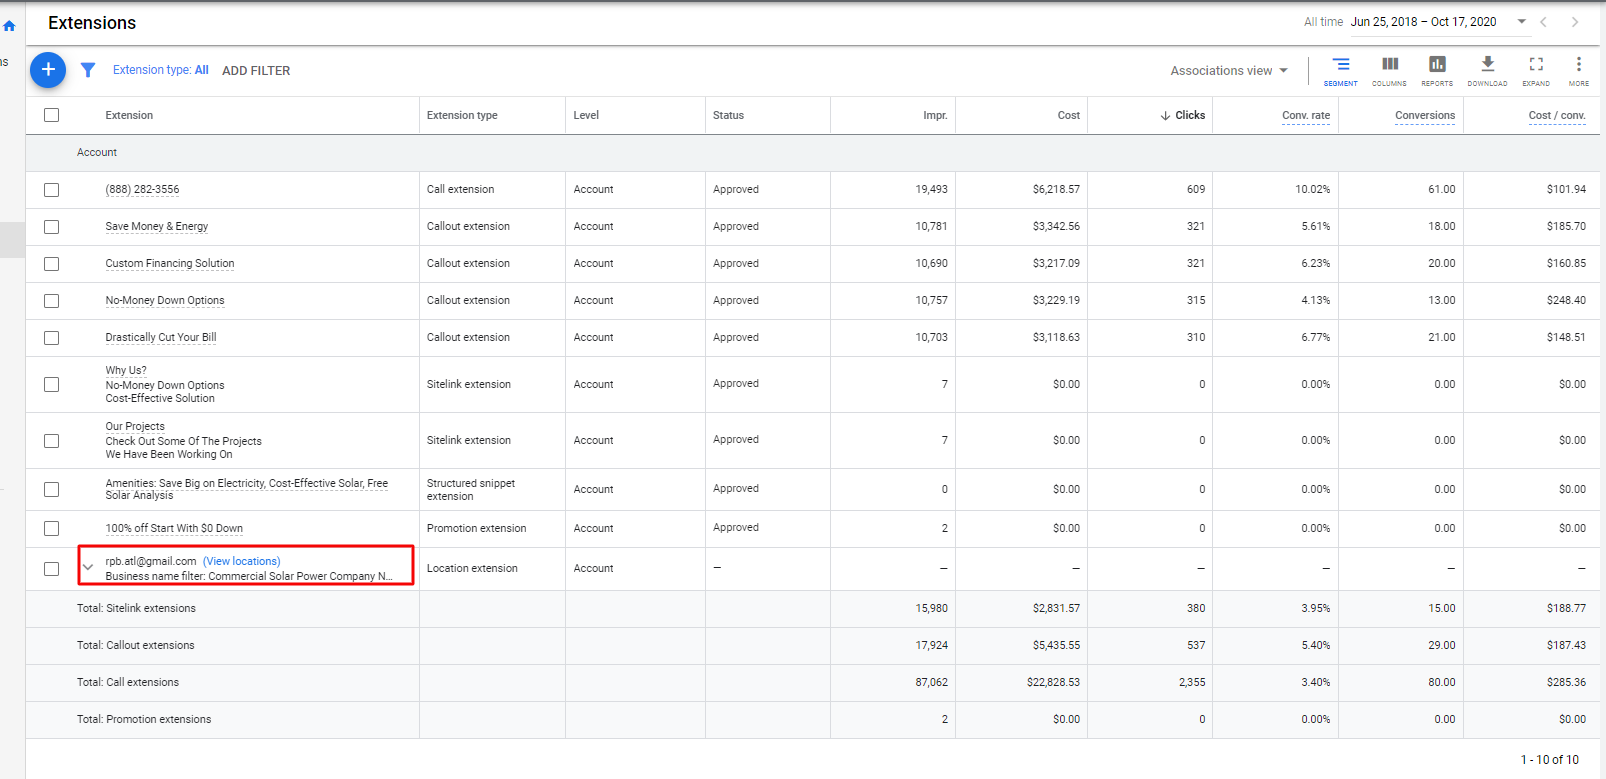 Extensions
All time Jun 25, 2018 – Oct 17, 2020
Extension type: All ADD FILTER
Associations view
SEGMENT COLUMNS REPORTS DOWNLOAD EXPAND MORE
Extension Extension type Level Status Impr. Cost Clicks Conv. rate Conversions Cost / conv.
Account
(888) 282-3556 Call extension Account Approved 19,493 $6,218.57 609 10.02% 61.00 $101.94
Save Money & Energy Callout extension Account Approved 10,781 $3,342.56 321 5.61% 18.00 $185.70
Custom Financing Solution Callout extension Account Approved 10,690 $3,217.09 321 6.23% 20.00 $160.85
No-Money Down Options Callout extension Account Approved 10,757 $3,229.19 315 4.13% 13.00 $248.40
Drastically Cut Your Bill Callout extension Account Approved 10,703 $3,118.63 310 6.77% 21.00 $148.51
Why Us?
No-Money Down Options Sitelink extension Account Approved 7 $0.00 0 0.00% 0.00 $0.00
Cost-Effective Solution
Our Projects
Check Out Some Of The Projects Sitelink extension Account Approved 7 $0.00 0 0.00% 0.00 $0.00
We Have Been Working On
Amenities: Save Big on Electricity, Cost-Effective Solar, Free Structured snippet
Solar Analysis extension Account Approved 0 $0.00 0 0.00% 0.00 $0.00
100% off Start With $0 Down Promotion extension Account Approved 2 $0.00 0 0.00% 0.00 $0.00
rpb.atl@gmail.com (View locations)
Business name filter: Commercial Solar Power Company N... Location extension Account — — — — — — —
Total: Sitelink extensions 15,980 $2,831.57 380 3.95% 15.00 $188.77
Total: Callout extensions 17,924 $5,435.55 537 5.40% 29.00 $187.43
Total: Call extensions 87,062 $22,828.53 2,355 3.40% 80.00 $285.36
Total: Promotion extensions 2 $0.00 0 0.00% 0.00 $0.00
1 - 10 of 10